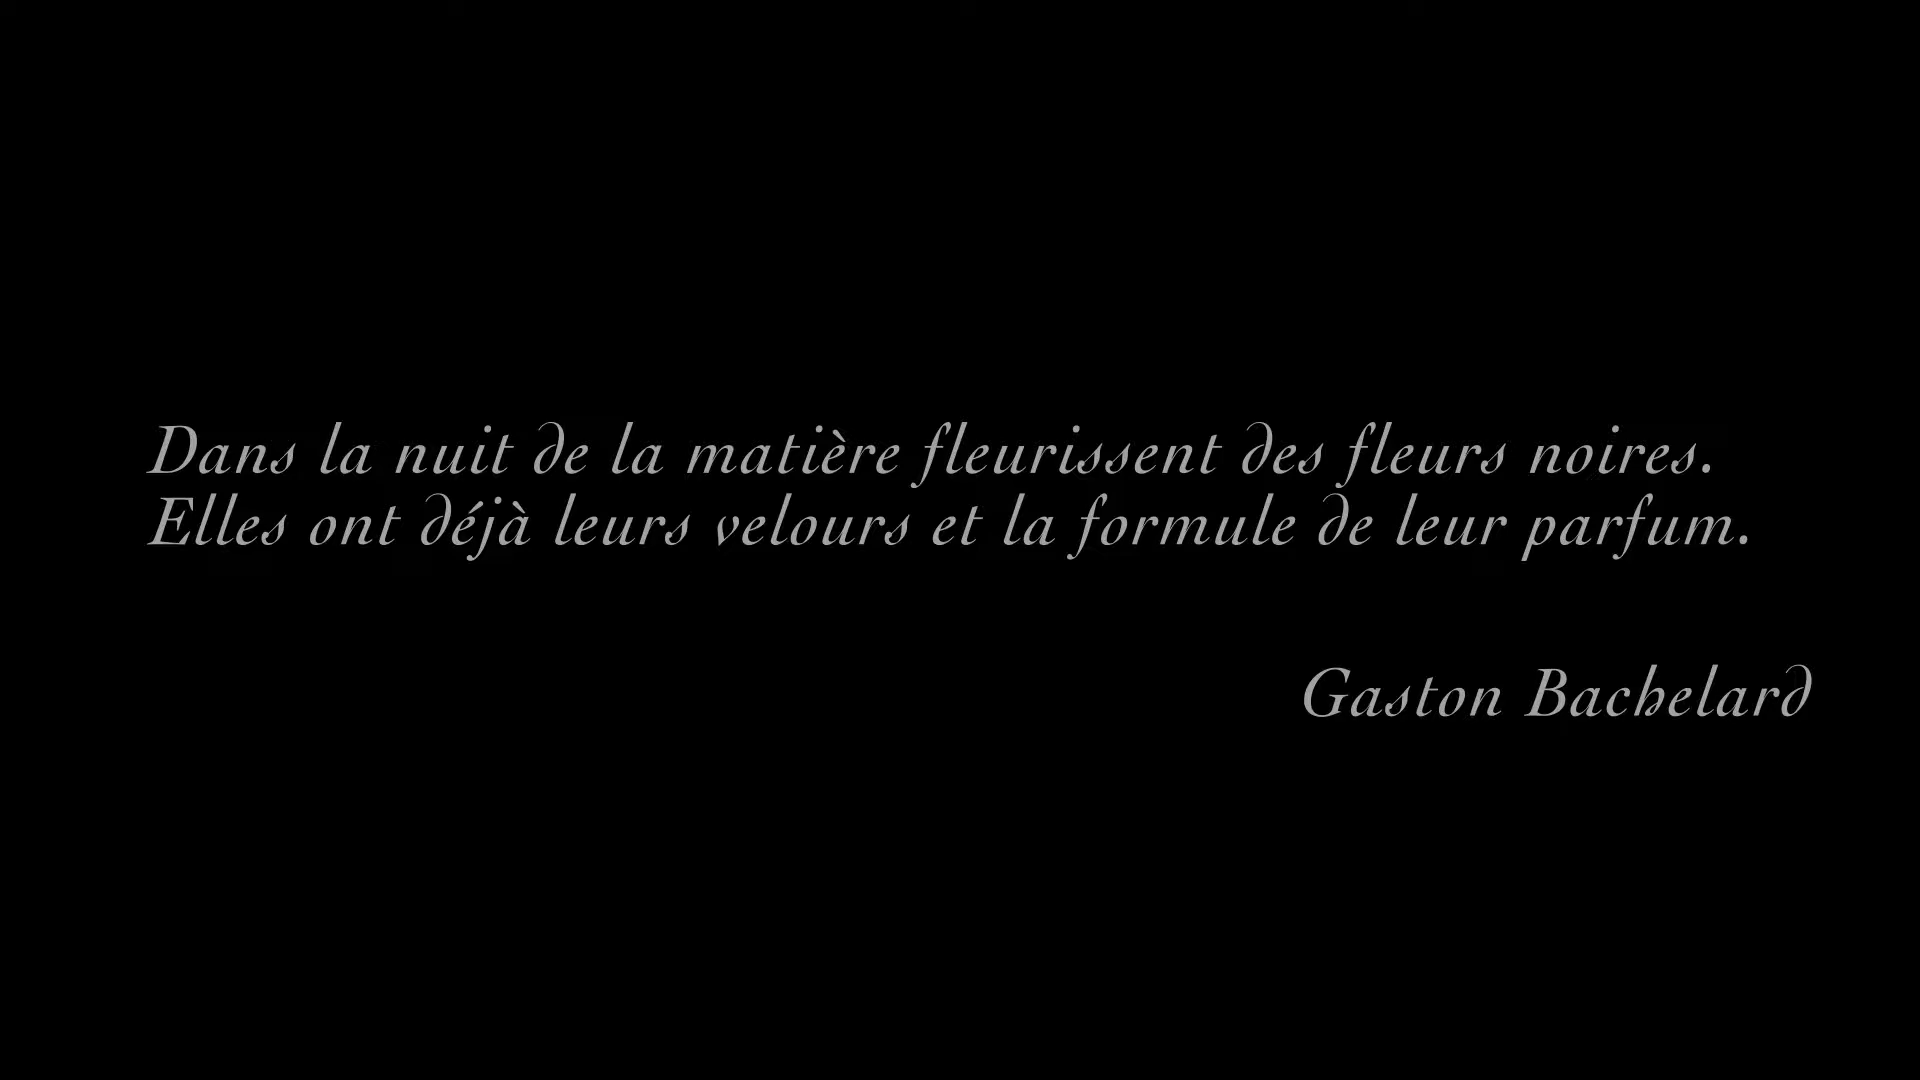 Dans la nuit de la matière fleurissent des fleurs noires.
Elles ont déjà leurs velours et la formule de leur parfum.
Gaston Bachelard